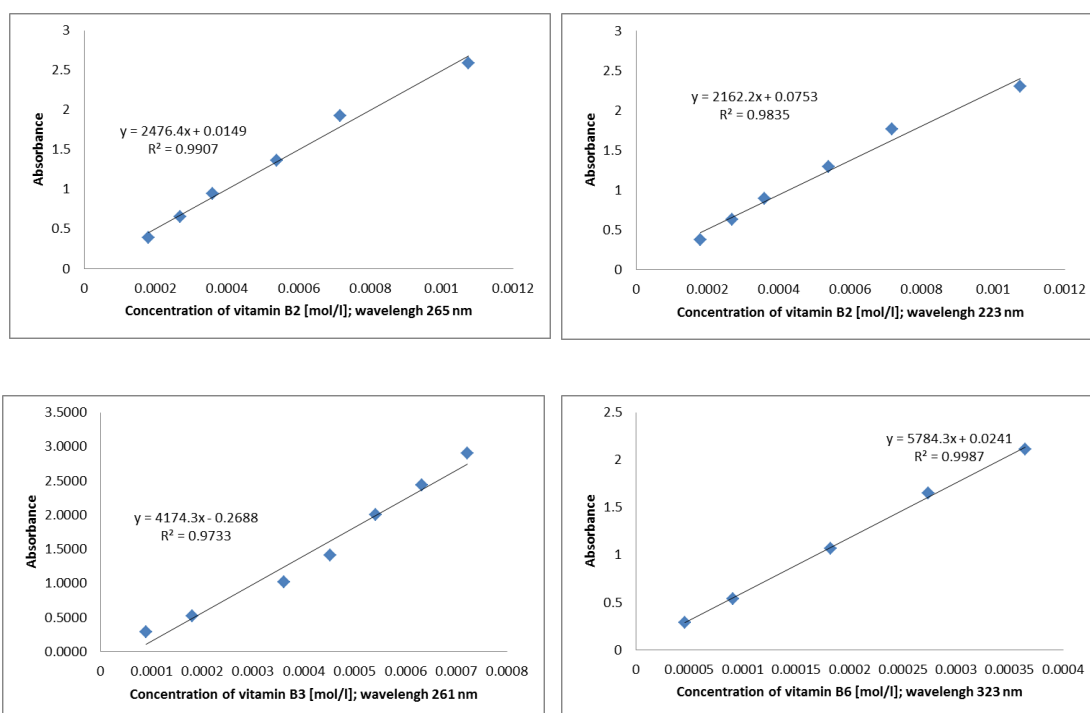 3
2.5
2
1.5
1
0.5
0
Absorbance
y = 2476.4x + 0.0149
R² = 0.9907
0 0.0002 0.0004 0.0006 0.0008 0.001 0.0012
Concentration of vitamin B2 [mol/l]; wavelengh 265 nm
3
2.5
2
1.5
1
0.5
0
Absorbance
y = 2162.2x + 0.0753
R² = 0.9835
0 0.0002 0.0004 0.0006 0.0008 0.001 0.0012
Concentration of vitamin B2 [mol/l]; wavelengh 223 nm
3.5000
3.0000
2.5000
2.0000
1.5000
1.0000
0.5000
0.0000
Absorbance
y = 4174.3x - 0.2688
R² = 0.9733
0 0.0001 0.0002 0.0003 0.0004 0.0005 0.0006 0.0007 0.0008
Concentration of vitamin B3 [mol/l]; wavelengh 261 nm
2.5
2
1.5
1
0.5
0
Absorbance
y = 5784.3x + 0.0241
R² = 0.9987
0 0.00005 0.0001 0.00015 0.0002 0.00025 0.0003 0.00035 0.0004
Concentration of vitamin B6 [mol/l]; wavelengh 323 nm